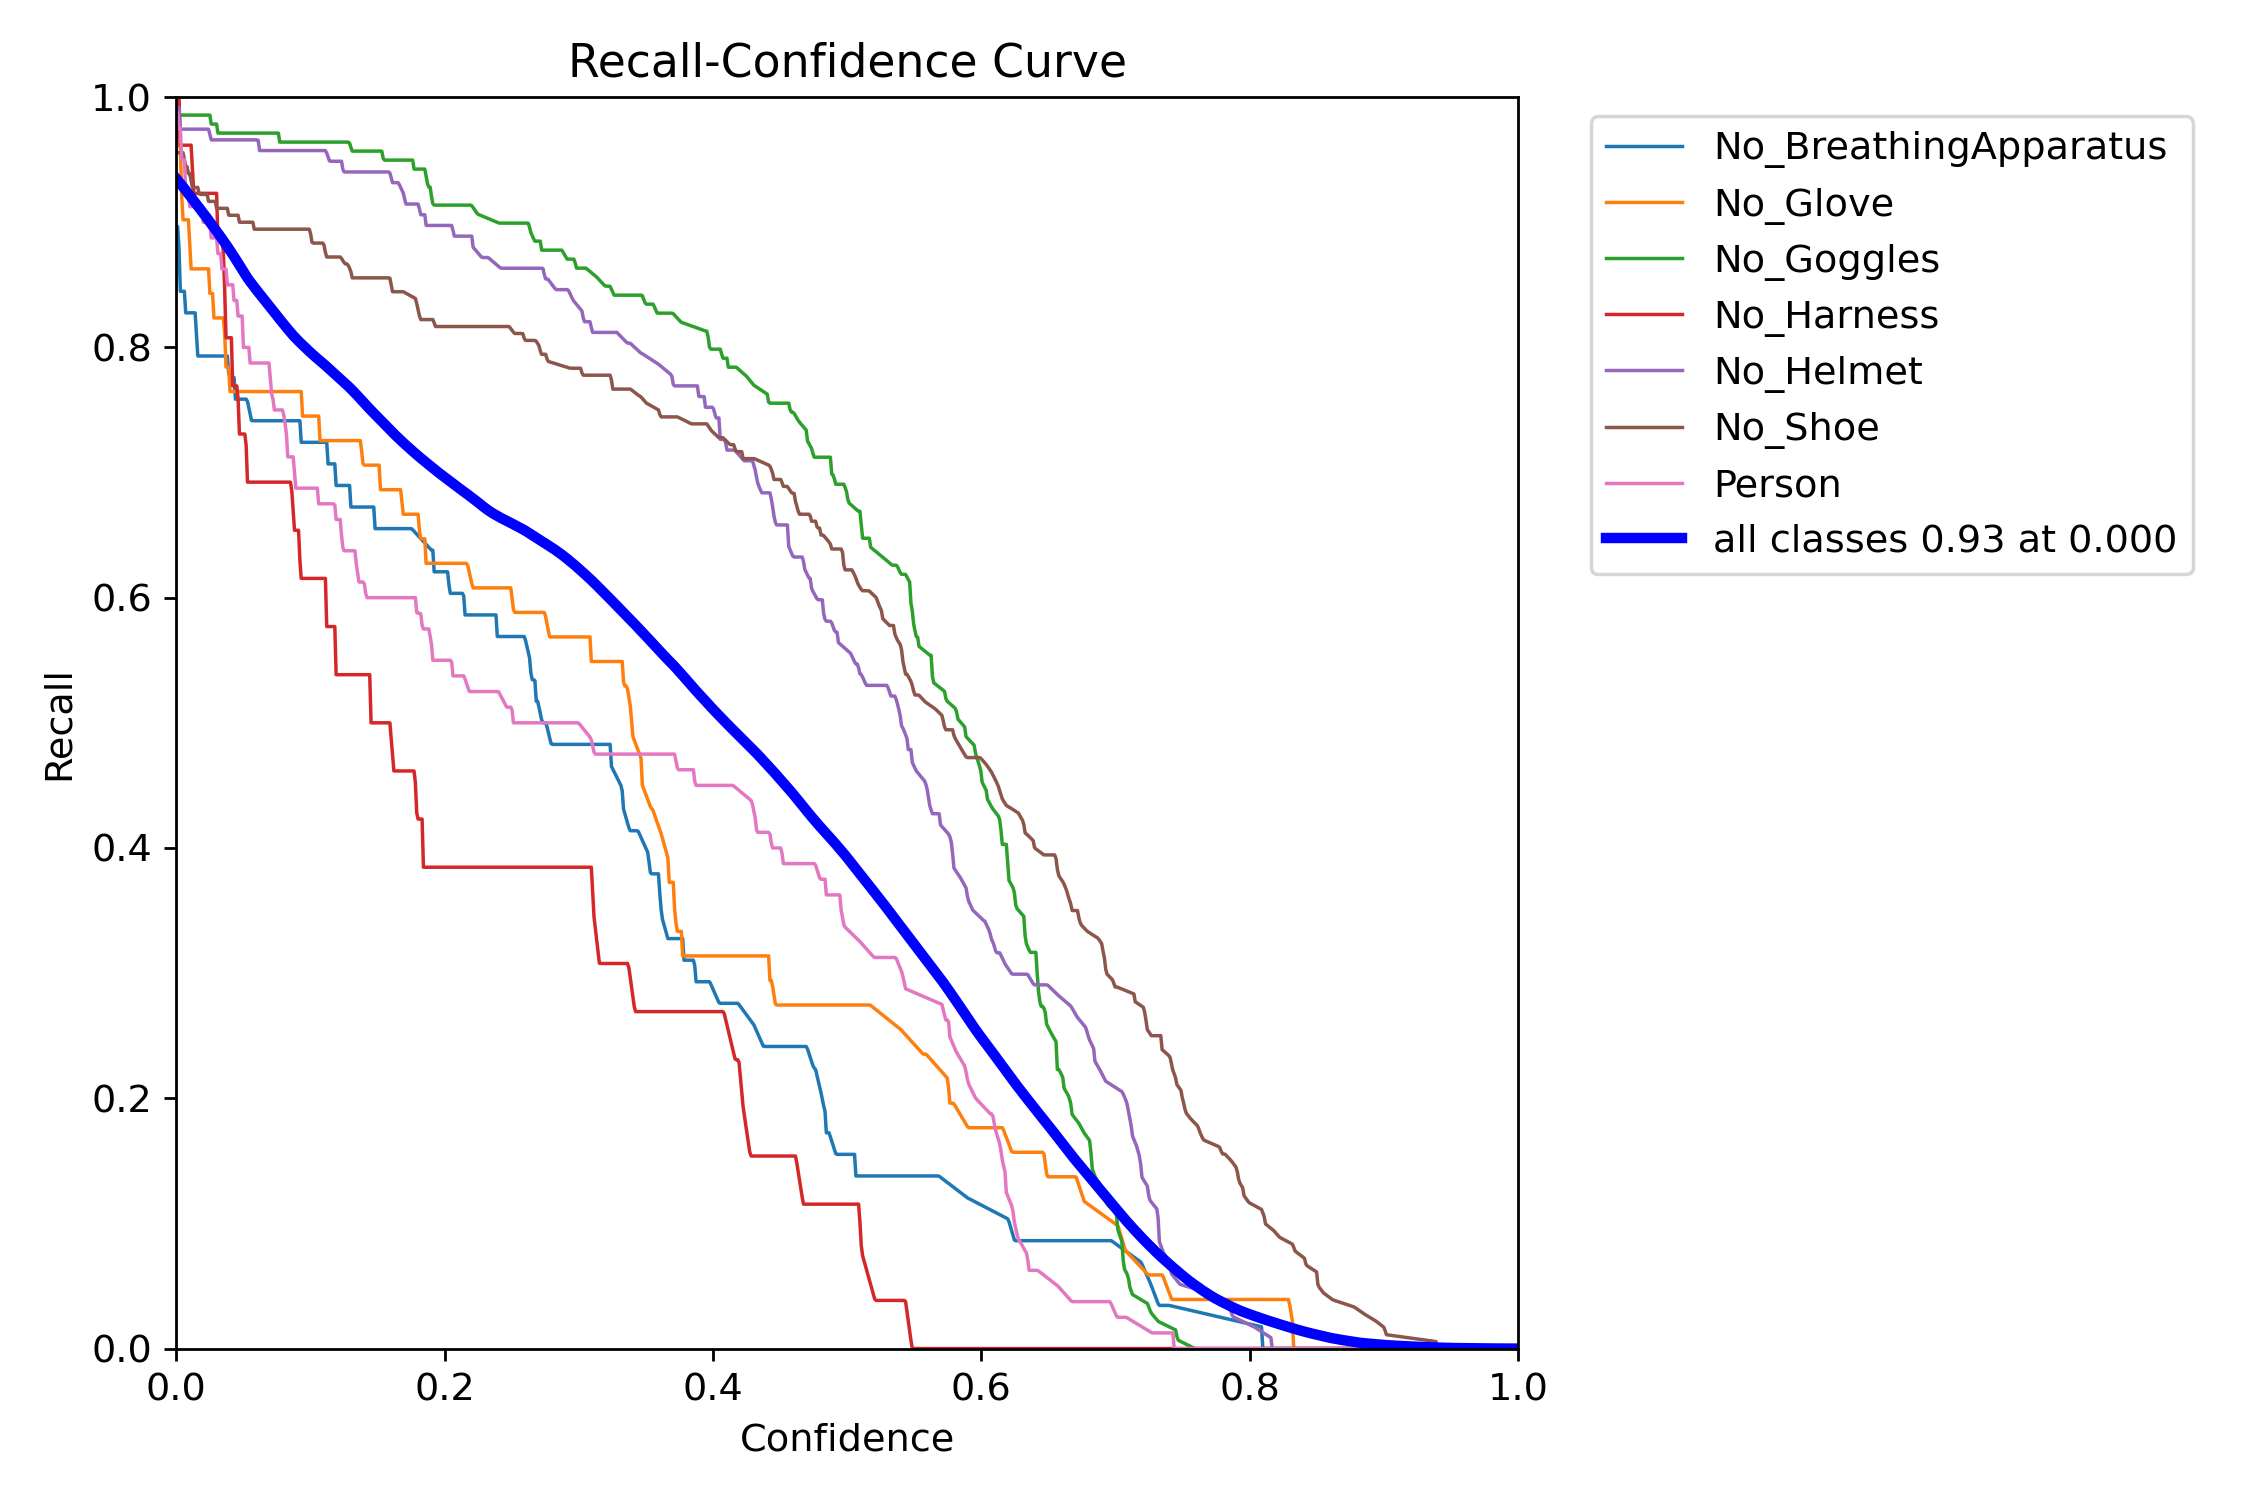 Recall-Confidence Curve
1.0
0.8
0.6
0.4
0.2
0.0
Recall
0.0 0.2 0.4 0.6 0.8 1.0
Confidence
No_BreathingApparatus
No_Glove
No_Goggles
No_Harness
No_Helmet
No_Shoe
Person
all classes 0.93 at 0.000